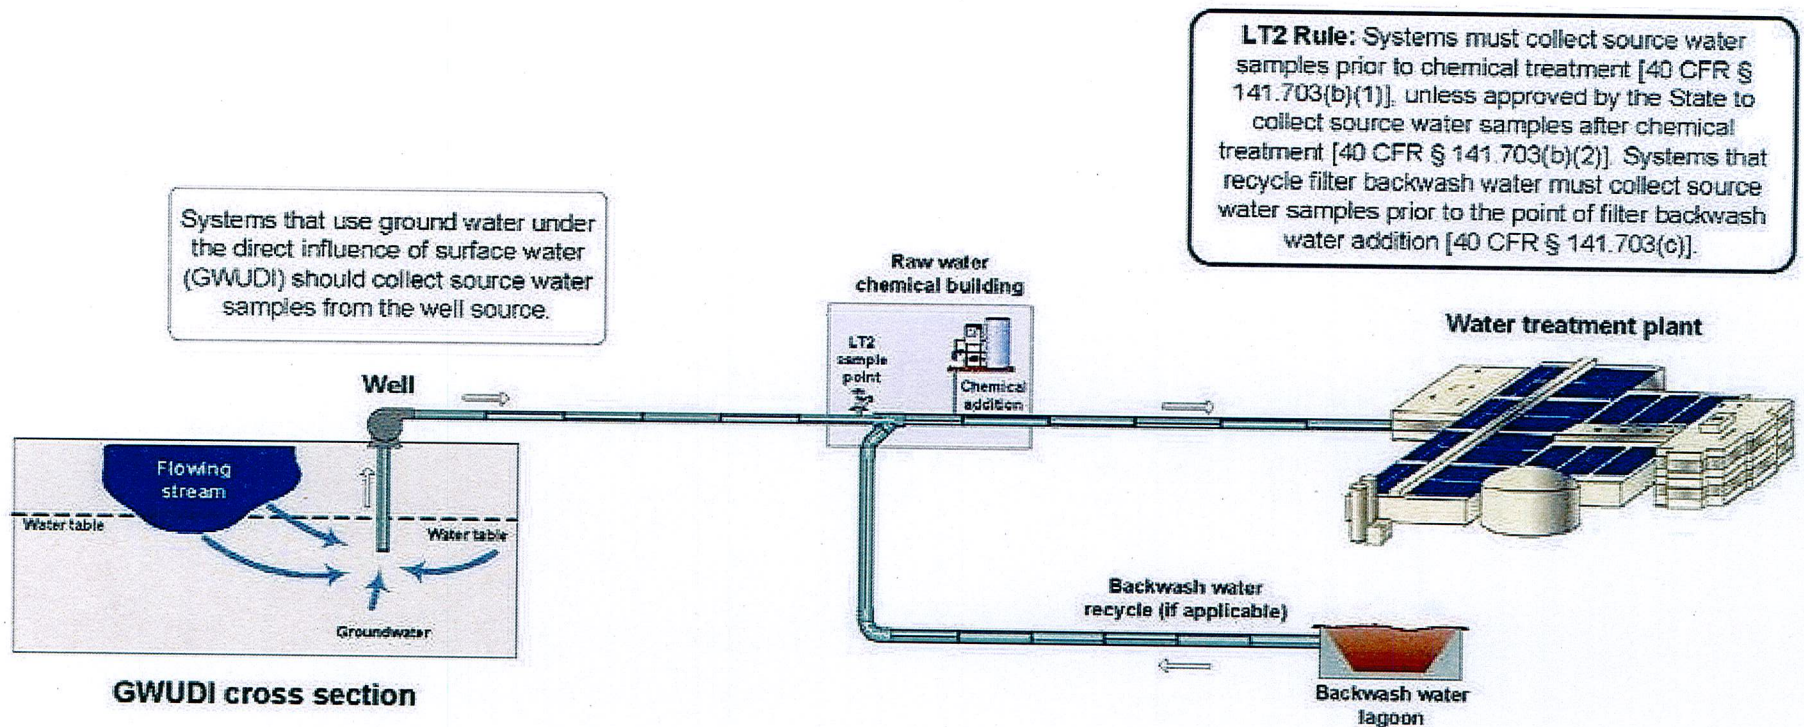 LT2 Rule: Systems must collect source water
samples prior to chemical treatment [40 CFR §
141.703(b)(1)], unless approved by the State to
collect source water samples after chemical
treatment [40 CFR § 141.703(b)(2)]. Systems that
recycle filter backwash water must collect source
water samples prior to the point of filter backwash
water addition [40 CFR § 141.703(c)].
Systems that use ground water under
the direct influence of surface water
(GWUDI) should collect source water
samples from the well source.
Raw water
chemical building
Water treatment plant
LT2
sample
point
Chemical
addition
Well
Flowing
stream
Water table
Water table
Groundwater
GWUDI cross section
Backwash water
recycle (if applicable)
Backwash water
lagoon